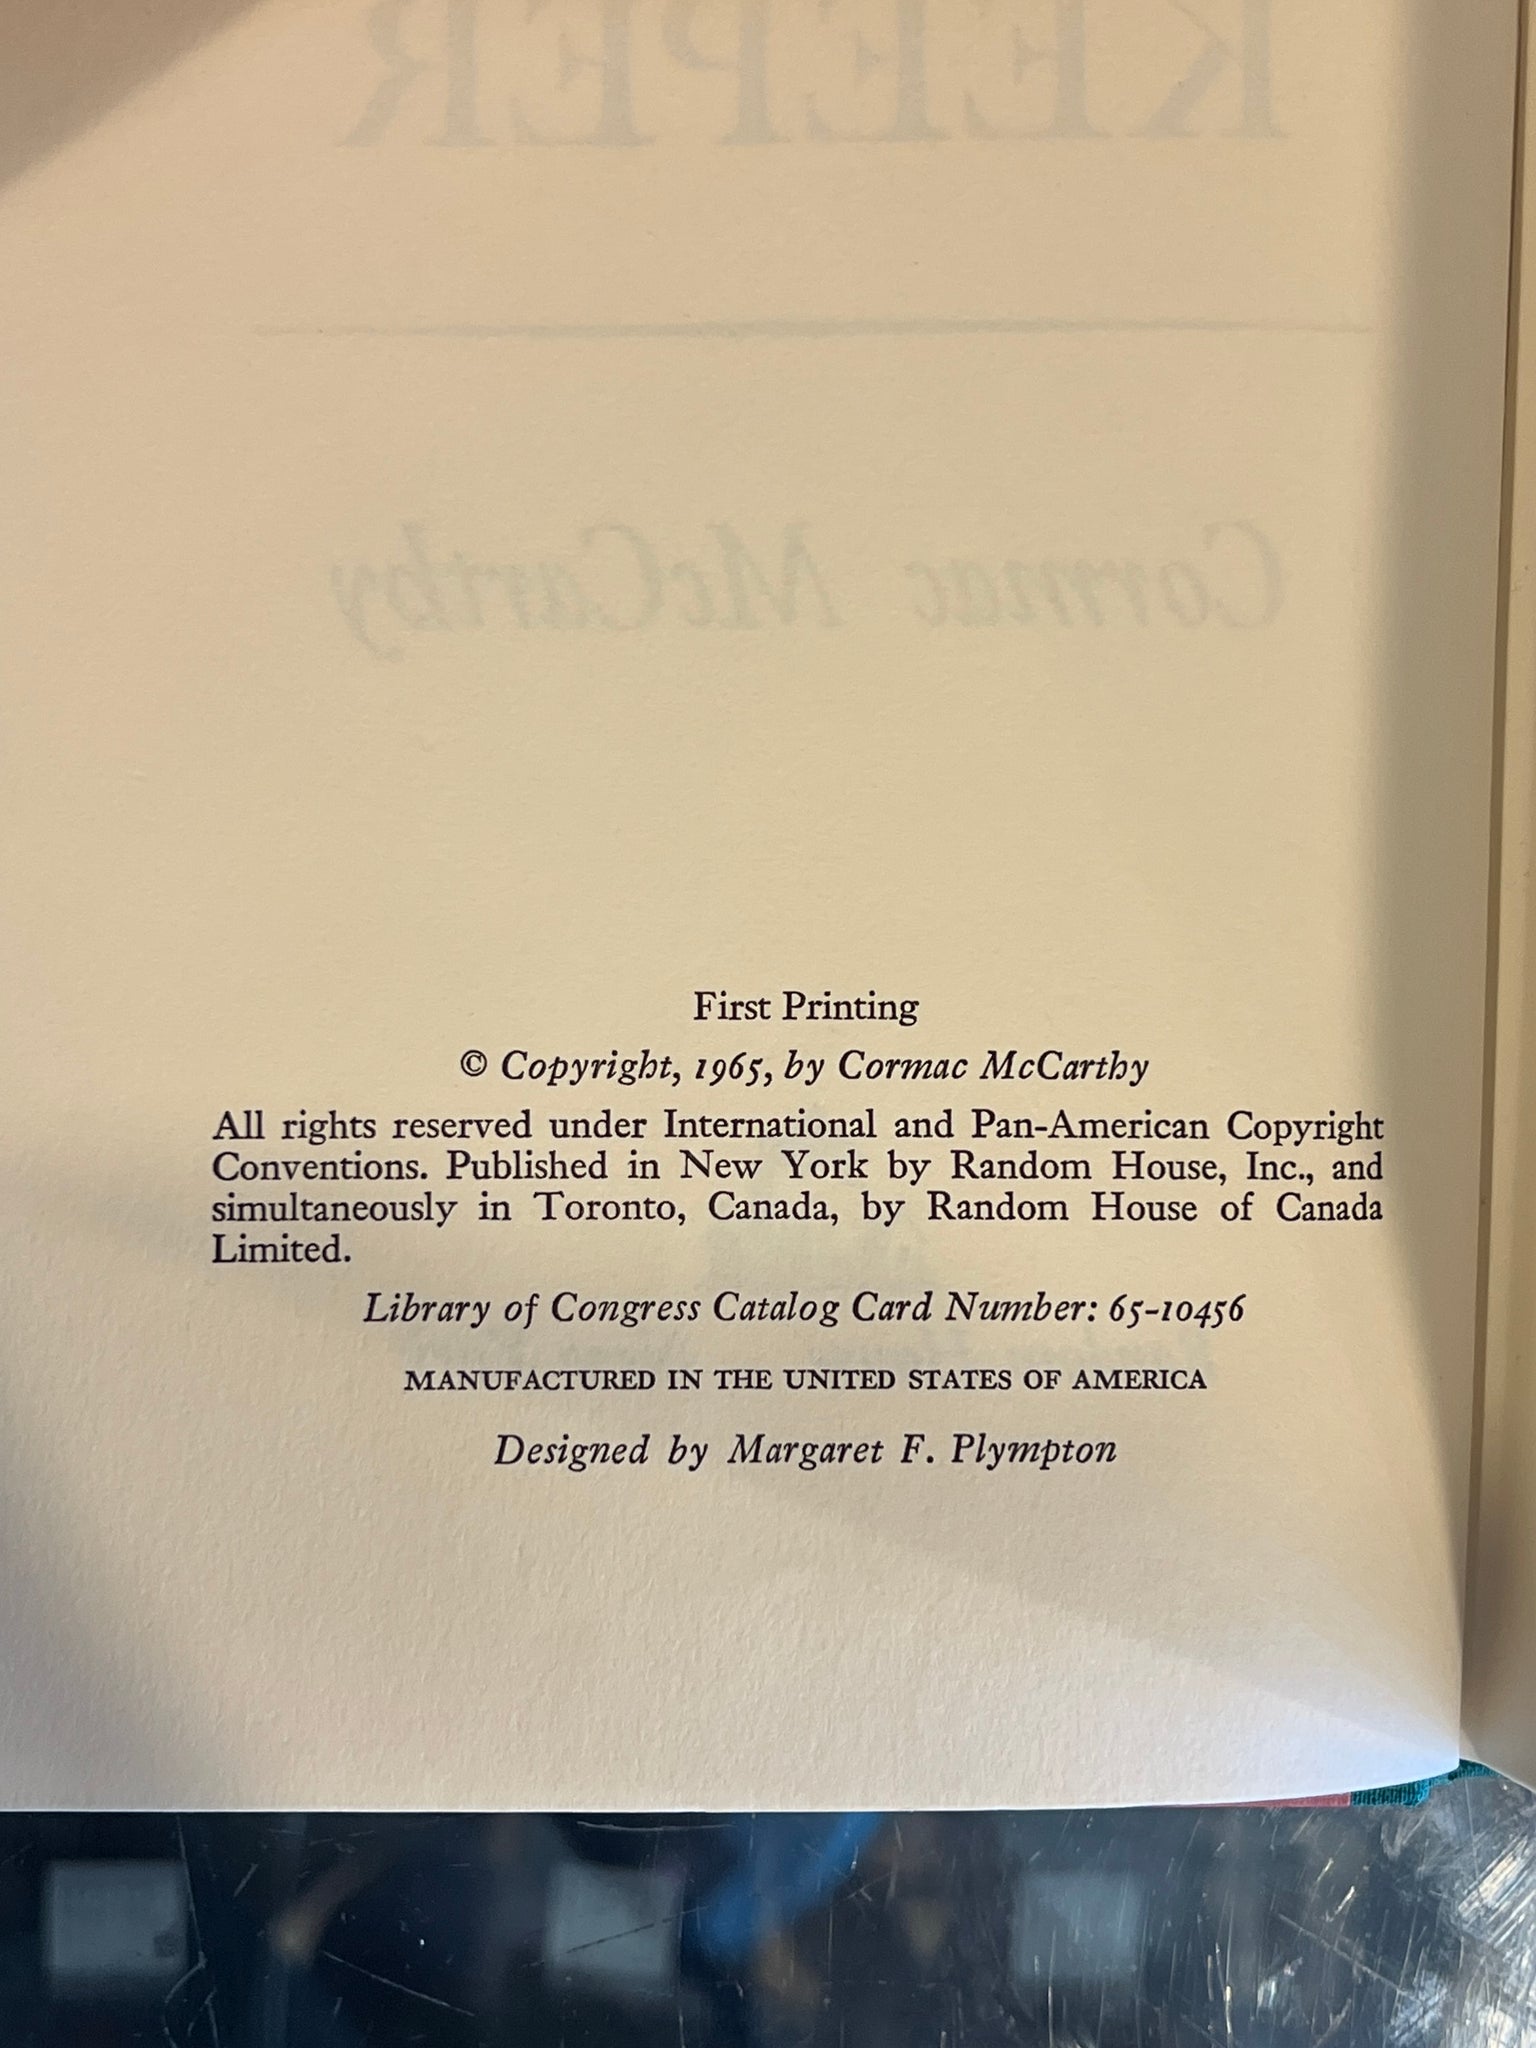 KEEPER
Cormac McCarthy
First Printing
© Copyright, 1965, by Cormac McCarthy
All rights reserved under International and Pan-American Copyright
Conventions. Published in New York by Random House, Inc., and
simultaneously in Toronto, Canada, by Random House of Canada
Limited.
Library of Congress Catalog Card Number: 65-10456
MANUFACTURED IN THE UNITED STATES OF AMERICA
Designed by Margaret F. Plympton